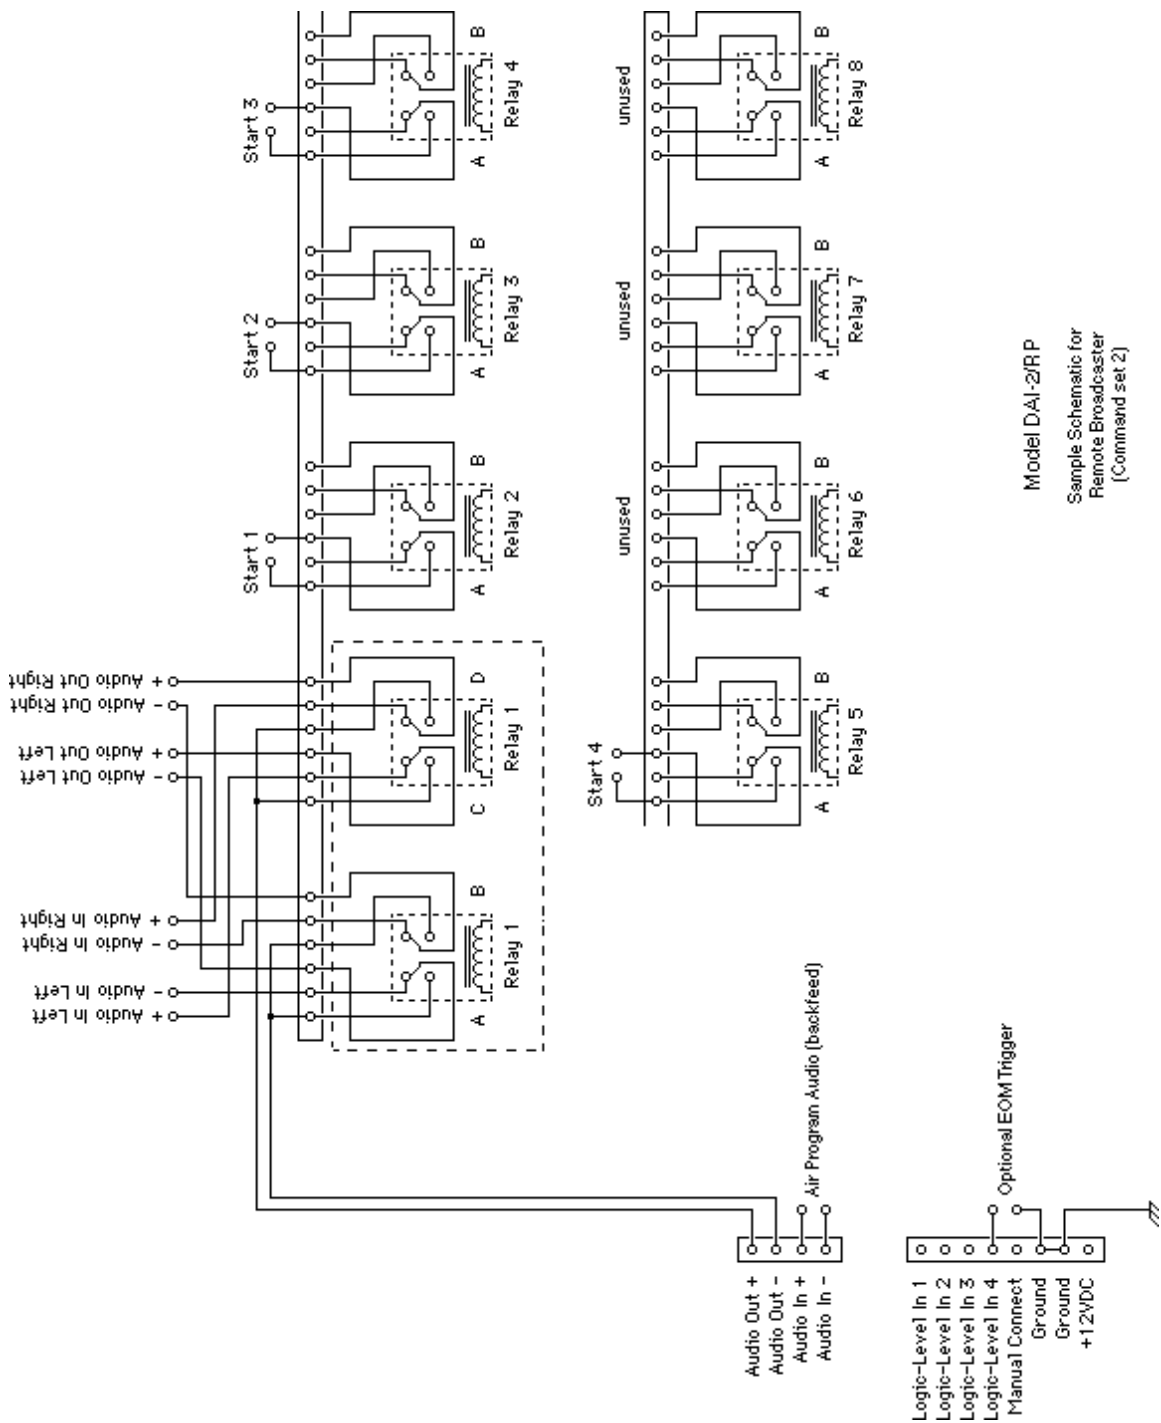 B
Relay 4
A
Start 3
B
Relay 3
A
Start 2
B
Relay 2
A
Start 1
+ Audio Out Right
- Audio Out Right
+ Audio Out Left
- Audio Out Left
D
Relay 1
C
+ Audio In Right
- Audio In Right
- Audio In Left
+ Audio In Left
B
Relay 1
A
B
Relay 8
A
unused
B
Relay 7
A
unused
B
Relay 6
A
unused
B
Relay 5
A
Start 4
Model DAI-2/RP
Sample Schematic for
Remote Broadcaster
(Command set 2)
Air Program Audio (backfeed)
Audio Out +
Audio Out -
Audio In +
Audio In -
Optional EOM Trigger
Logic-Level In 1
Logic-Level In 2
Logic-Level In 3
Logic-Level In 4
Manual Connect
Ground
Ground
+12VDC